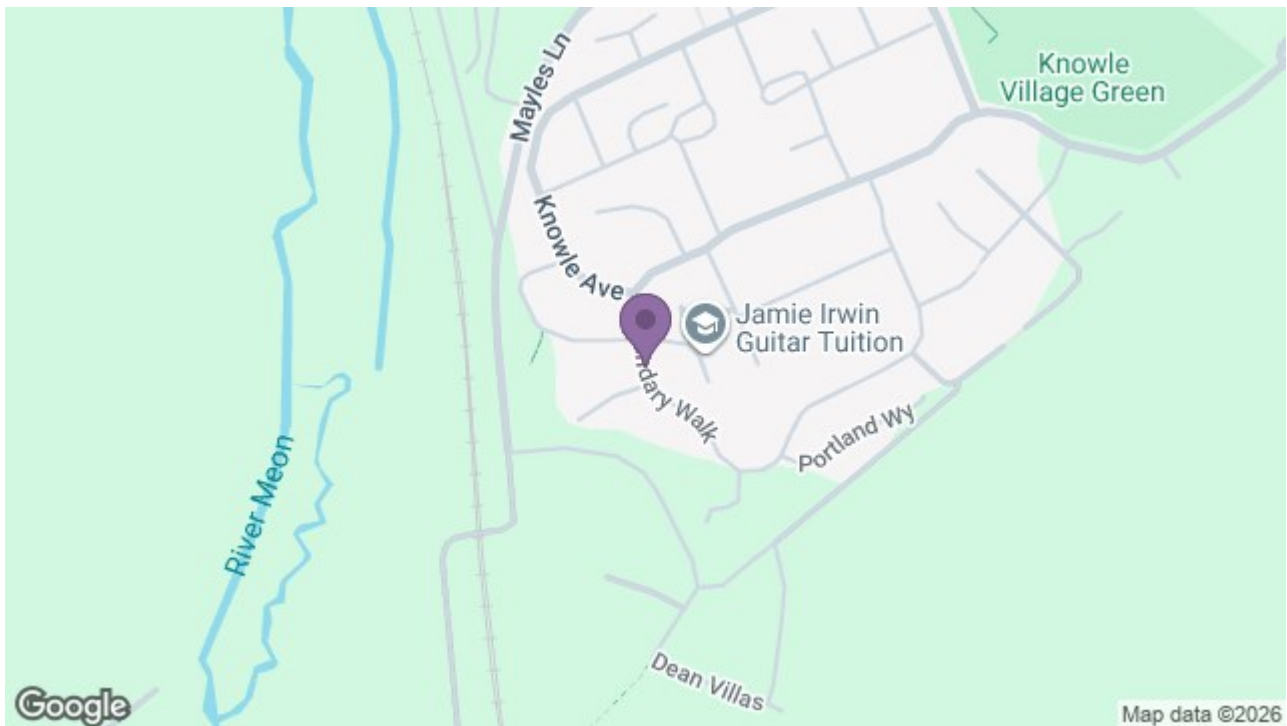 Knowle
Village Green
Mayles Ln
Knowle Ave
Jamie Irwin
Guitar Tuition
Walk
Portland Wy
River Meon
Dean Villas
Google
Map data ©2026